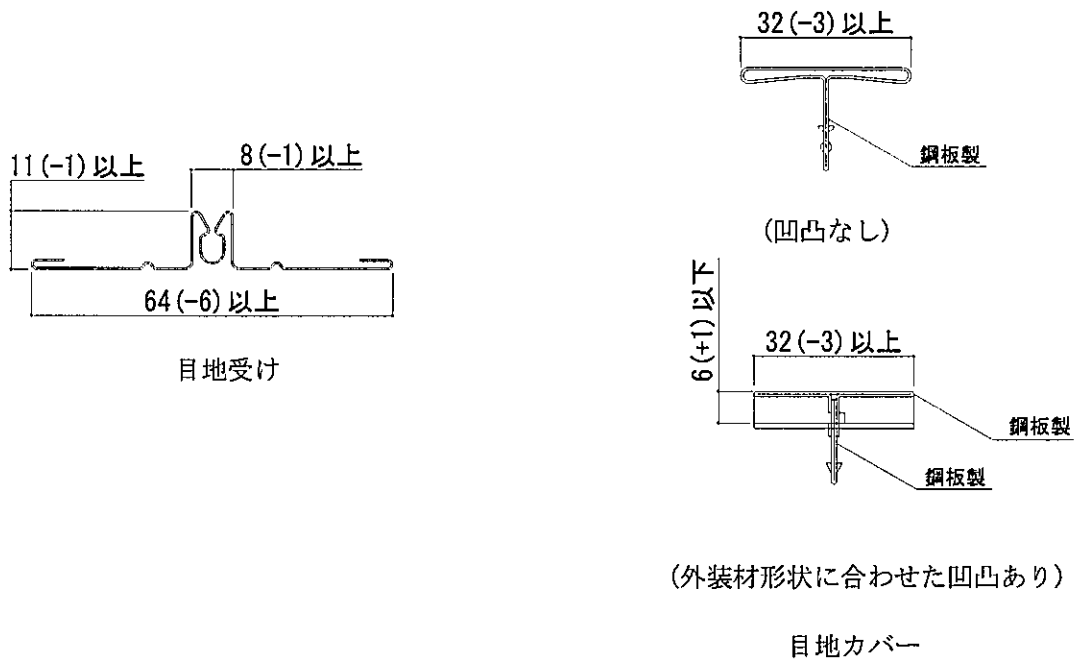 11(-1)以上
8(-1)以上
64(-6)以上
目地受け
32(-3)以上
鋼板製
(凹凸なし)
6(+1)以下
32(-3)以上
鋼板製
鋼板製
(外装材形状に合わせた凹凸あり)
目地カバー